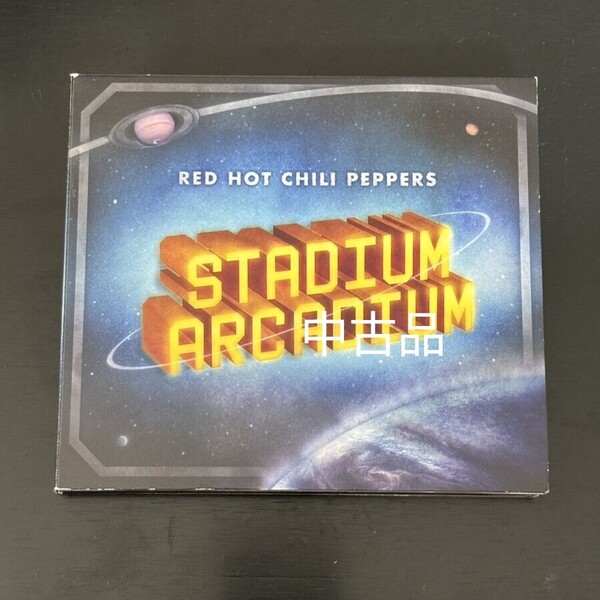 RED HOT CHILI PEPPERS
STADIUM
ARCADIUM
中古品